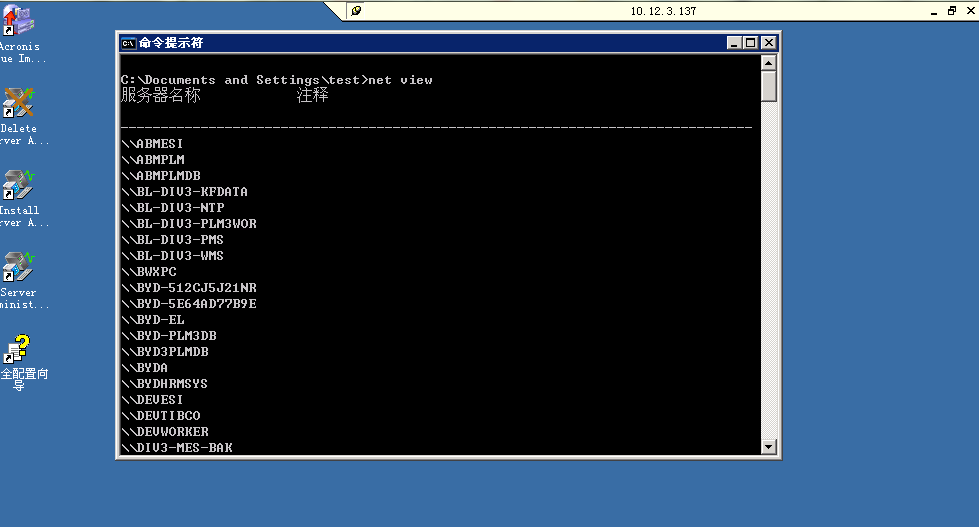 10.12.3.137
Acronis
ue Im...
Delete
rver A...
Install
rver A...
Server
minist...
全配置向
导
命令提示符
C:\Documents and Settings\test>net view
服务器名称 注释
-------------------------------------------------------------------------------
\\ABMESI
\\ABMPLM
\\ABMPLMDB
\\BL-DIV3-KFDATA
\\BL-DIV3-NTP
\\BL-DIV3-PLM3WOR
\\BL-DIV3-PMS
\\BL-DIV3-WMS
\\BWXPC
\\BYD-512CJ5J21NR
\\BYD-5E64AD77B9E
\\BYD-EL
\\BYD-PLM3DB
\\BYD3PLMDB
\\BYDA
\\BYDHRMSYS
\\DEVESI
\\DEVTIBCO
\\DEVWORKER
\\DIV3-MES-BAK